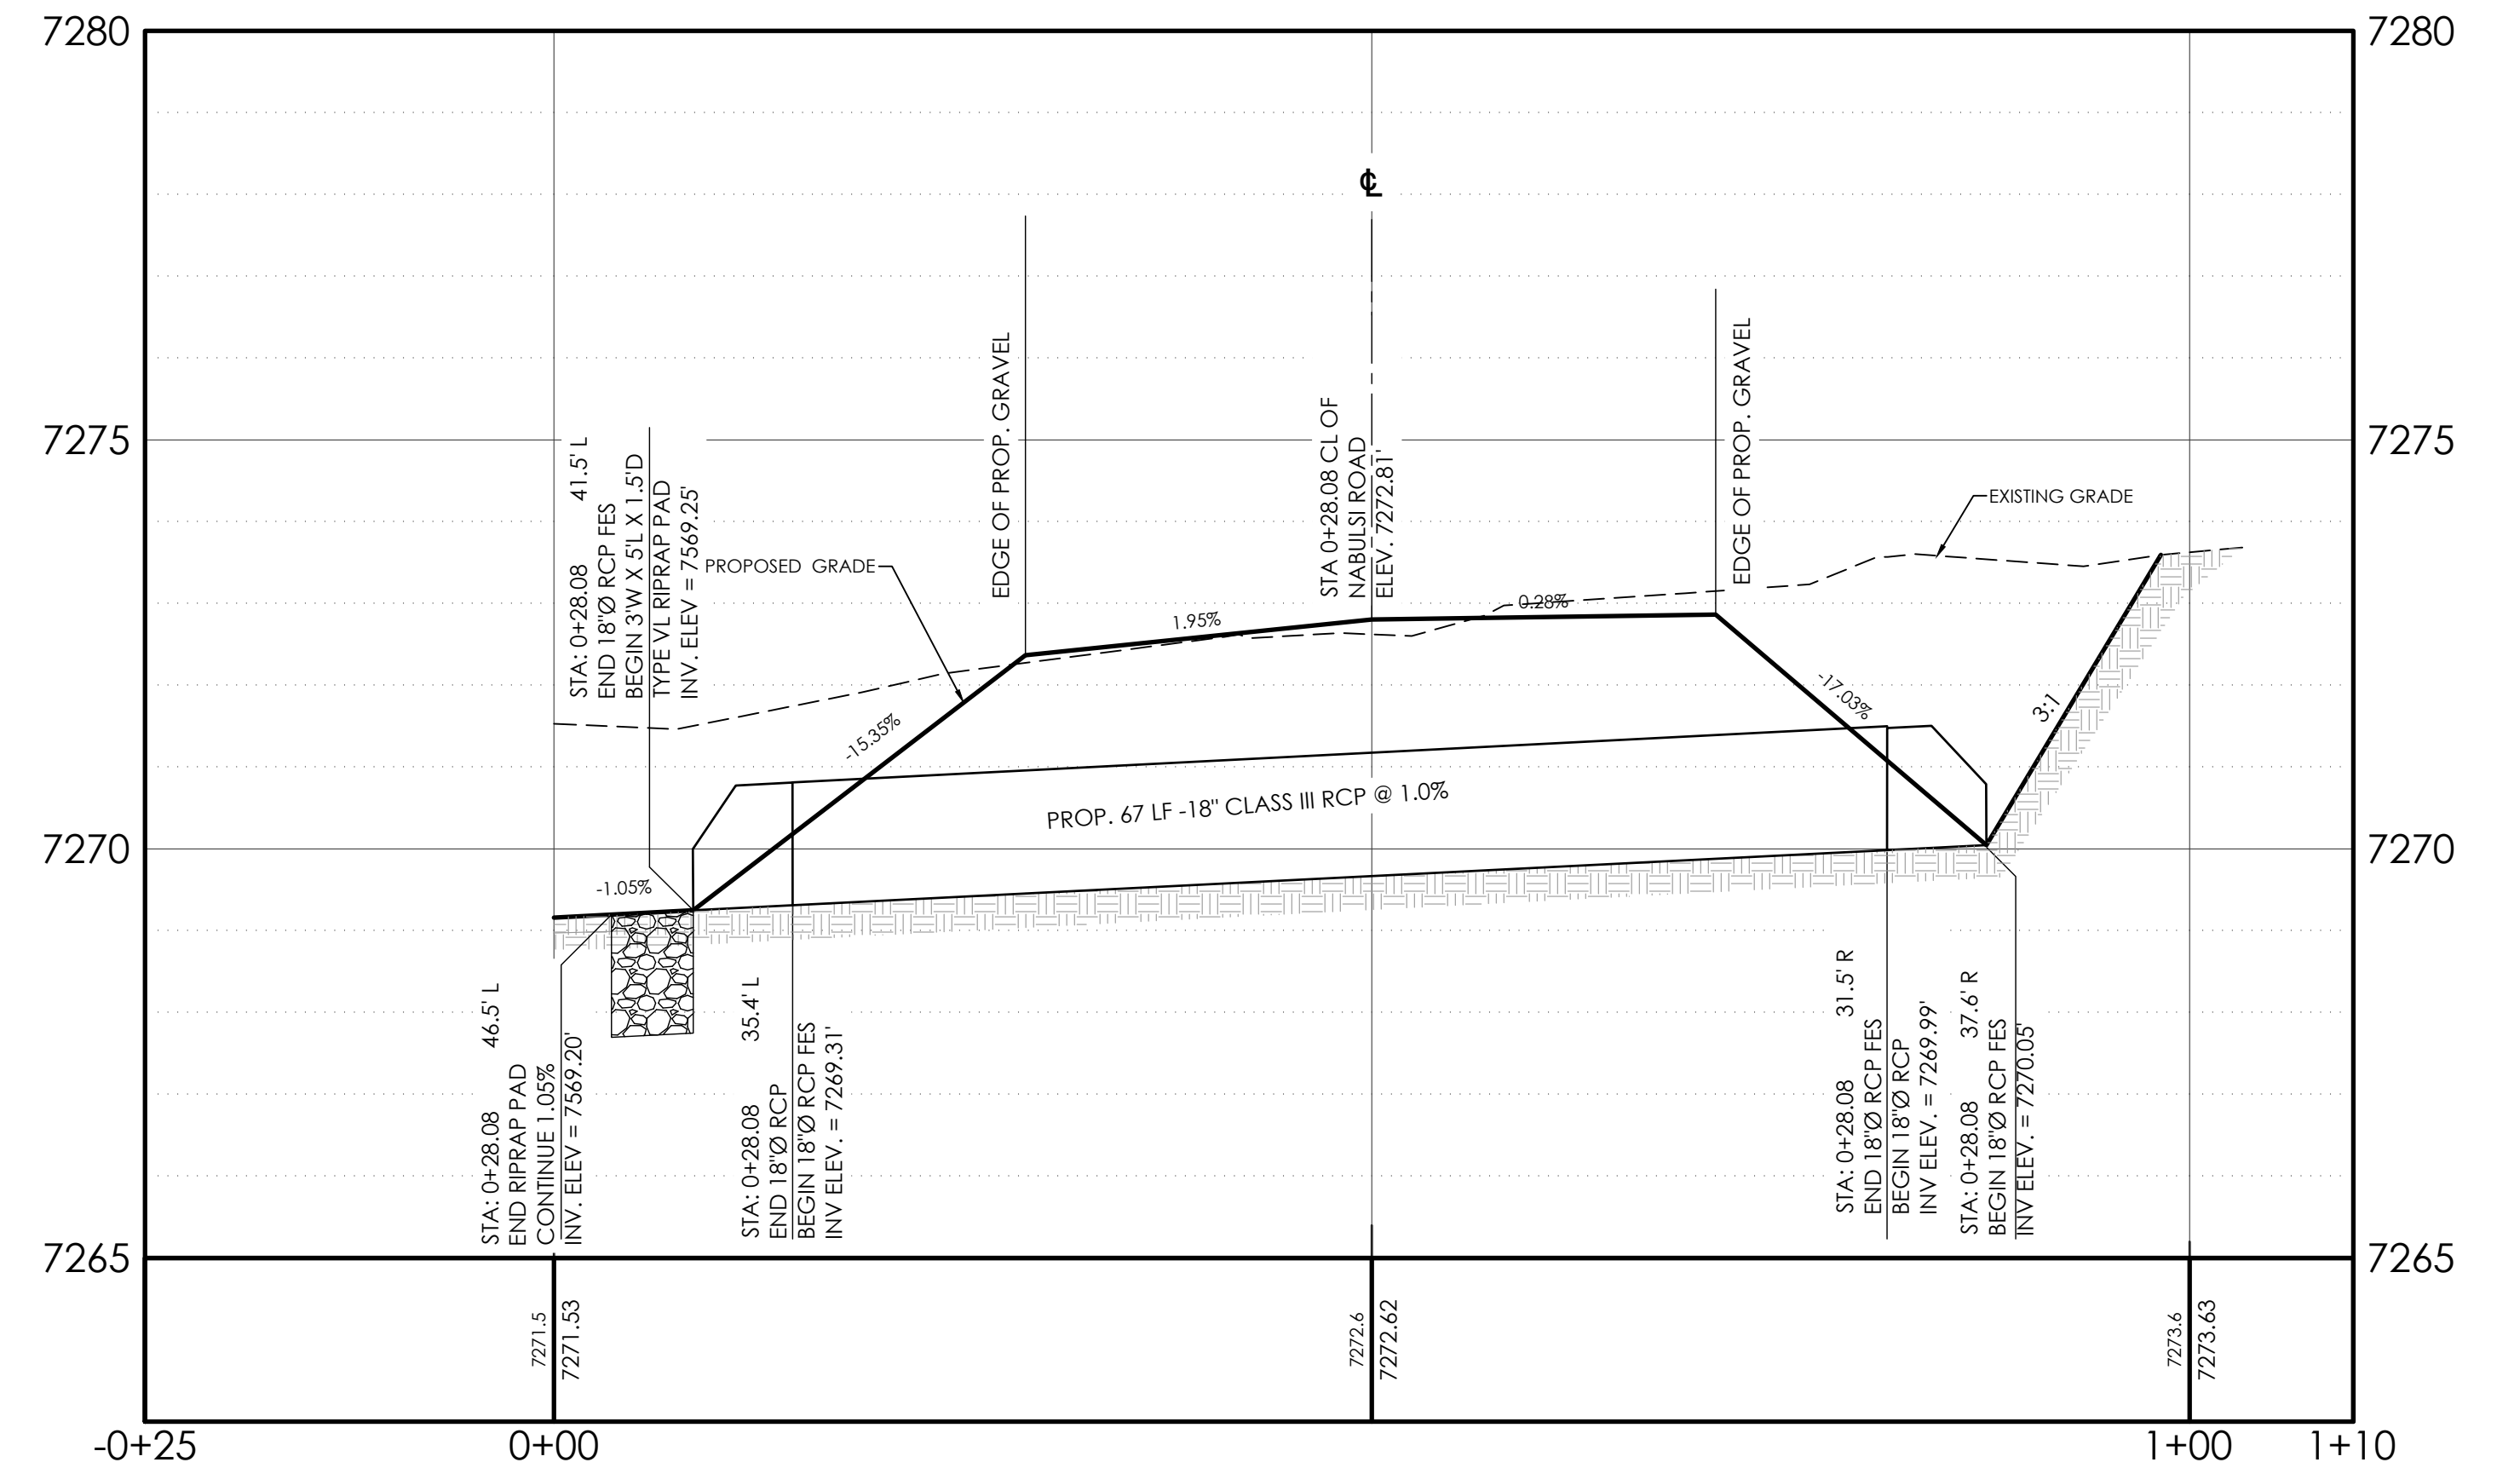 7280
7280
℄
EDGE OF PROP. GRAVEL
EDGE OF PROP. GRAVEL
STA 0+28.08 CL OF
NABULSI ROAD
ELEV. 7272.81'
7275
7275
STA: 0+28.08 41.5' L
END 18"Ø RCP FES
BEGIN 3'W X 5'L X 1.5'D
TYPE VL RIPRAP PAD
INV. ELEV = 7569.25'
EXISTING GRADE
PROPOSED GRADE
1.95%
0.28%
-15.35%
-17.03%
3:1
PROP. 67 LF -18" CLASS III RCP @ 1.0%
7270
7270
-1.05%
STA: 0+28.08 46.5' L
END RIPRAP PAD
CONTINUE 1.05%
INV. ELEV = 7569.20'
STA: 0+28.08 35.4' L
END 18"Ø RCP
BEGIN 18"Ø RCP FES
INV ELEV. = 7269.31'
STA: 0+28.08 31.5' R
END 18"Ø RCP FES
BEGIN 18"Ø RCP
INV ELEV. = 7269.99'
STA: 0+28.08 37.6' R
BEGIN 18"Ø RCP FES
INV ELEV. = 7270.05'
7265
7265
7271.5
7271.53
7272.6
7272.62
7273.6
7273.63
-0+25
0+00
1+00
1+10